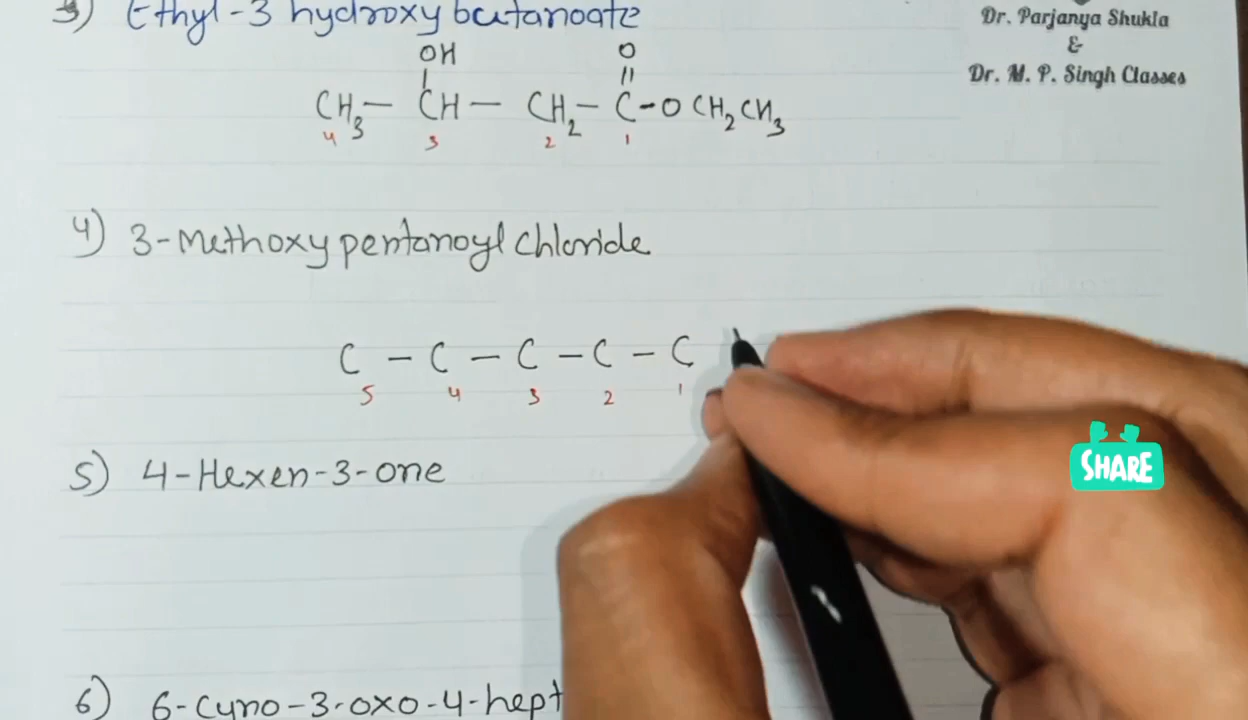 3) Ethyl-3 hydroxy butanoate
Dr. Parjanya Shukla
&
Dr. M. P. Singh Classes
OH O
CH3 — CH — CH2 — C - O CH2 CH3
4 3 2 1
4) 3-Methoxy pentanoyl chloride
C - C - C - C - C
5 4 3 2 1
SHARE
5) 4-Hexen-3-one
6) 6-Cyno-3-oxo-4-hept